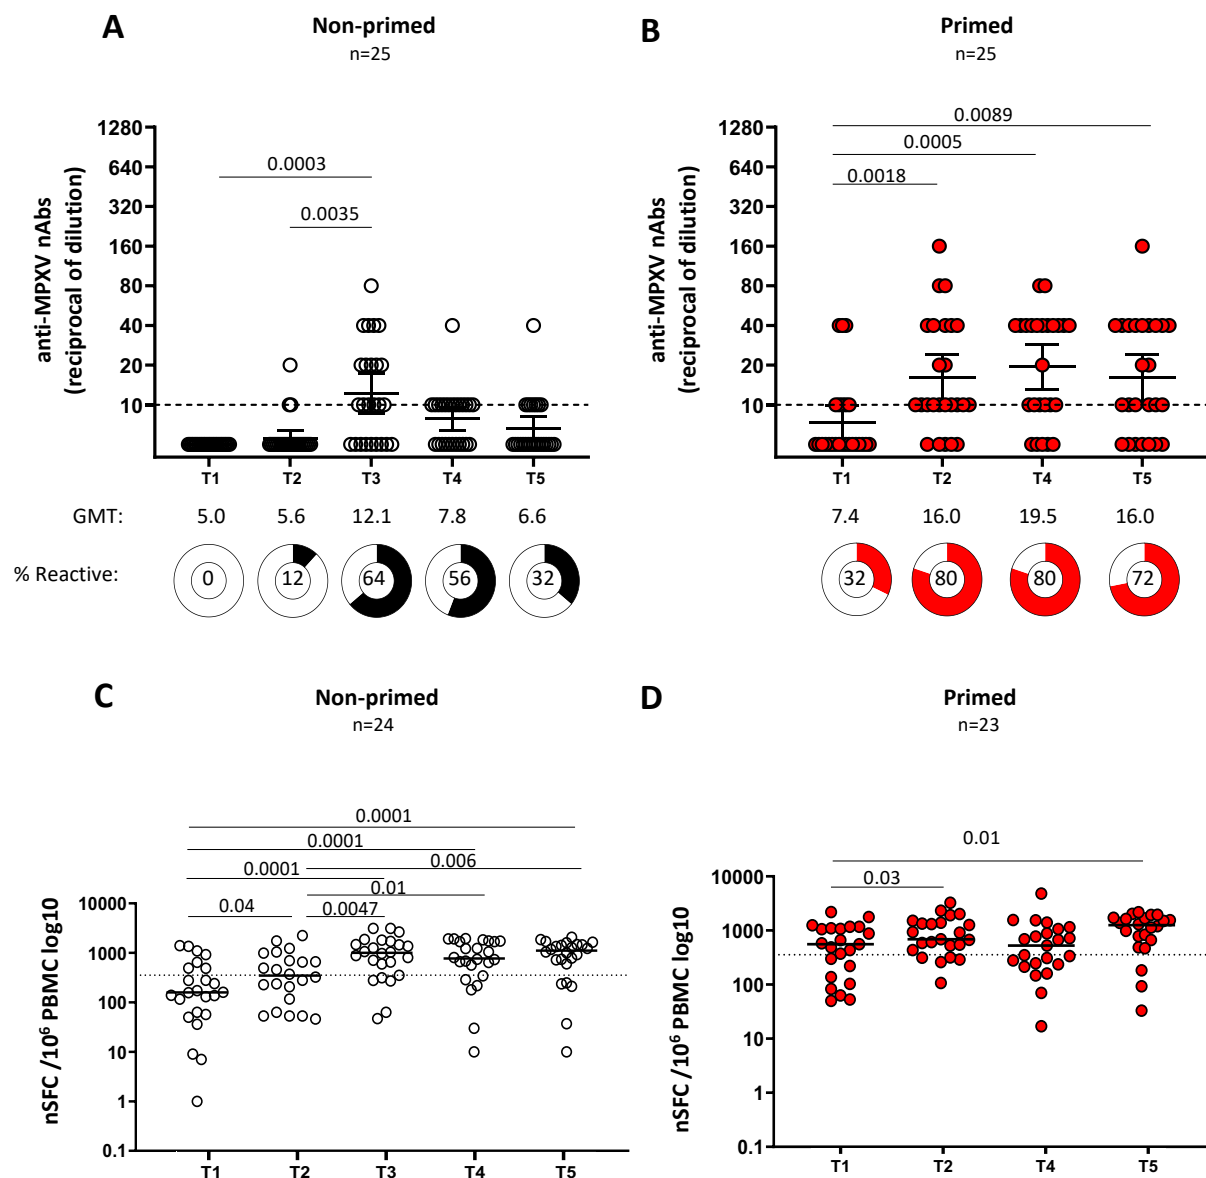 A
Non-primed
n=25
anti-MPXV nAbs
(reciprocal of dilution)
1280
640
320
160
80
40
20
10
0.0003
0.0035
T1 T2 T3 T4 T5
GMT: 5.0 5.6 12.1 7.8 6.6
% Reactive: 0 12 64 56 32
B
Primed
n=25
anti-MPXV nAbs
(reciprocal of dilution)
1280
640
320
160
80
40
20
10
0.0089
0.0005
0.0018
T1 T2 T4 T5
7.4 16.0 19.5 16.0
32 80 80 72
C
Non-primed
n=24
nSFC /10⁶ PBMC log10
10000
1000
100
10
1
0.1
0.0001
0.0001
0.0001
0.006
0.01
0.04
0.0047
T1 T2 T3 T4 T5
D
Primed
n=23
nSFC /10⁶ PBMC log10
10000
1000
100
10
1
0.1
0.01
0.03
T1 T2 T4 T5